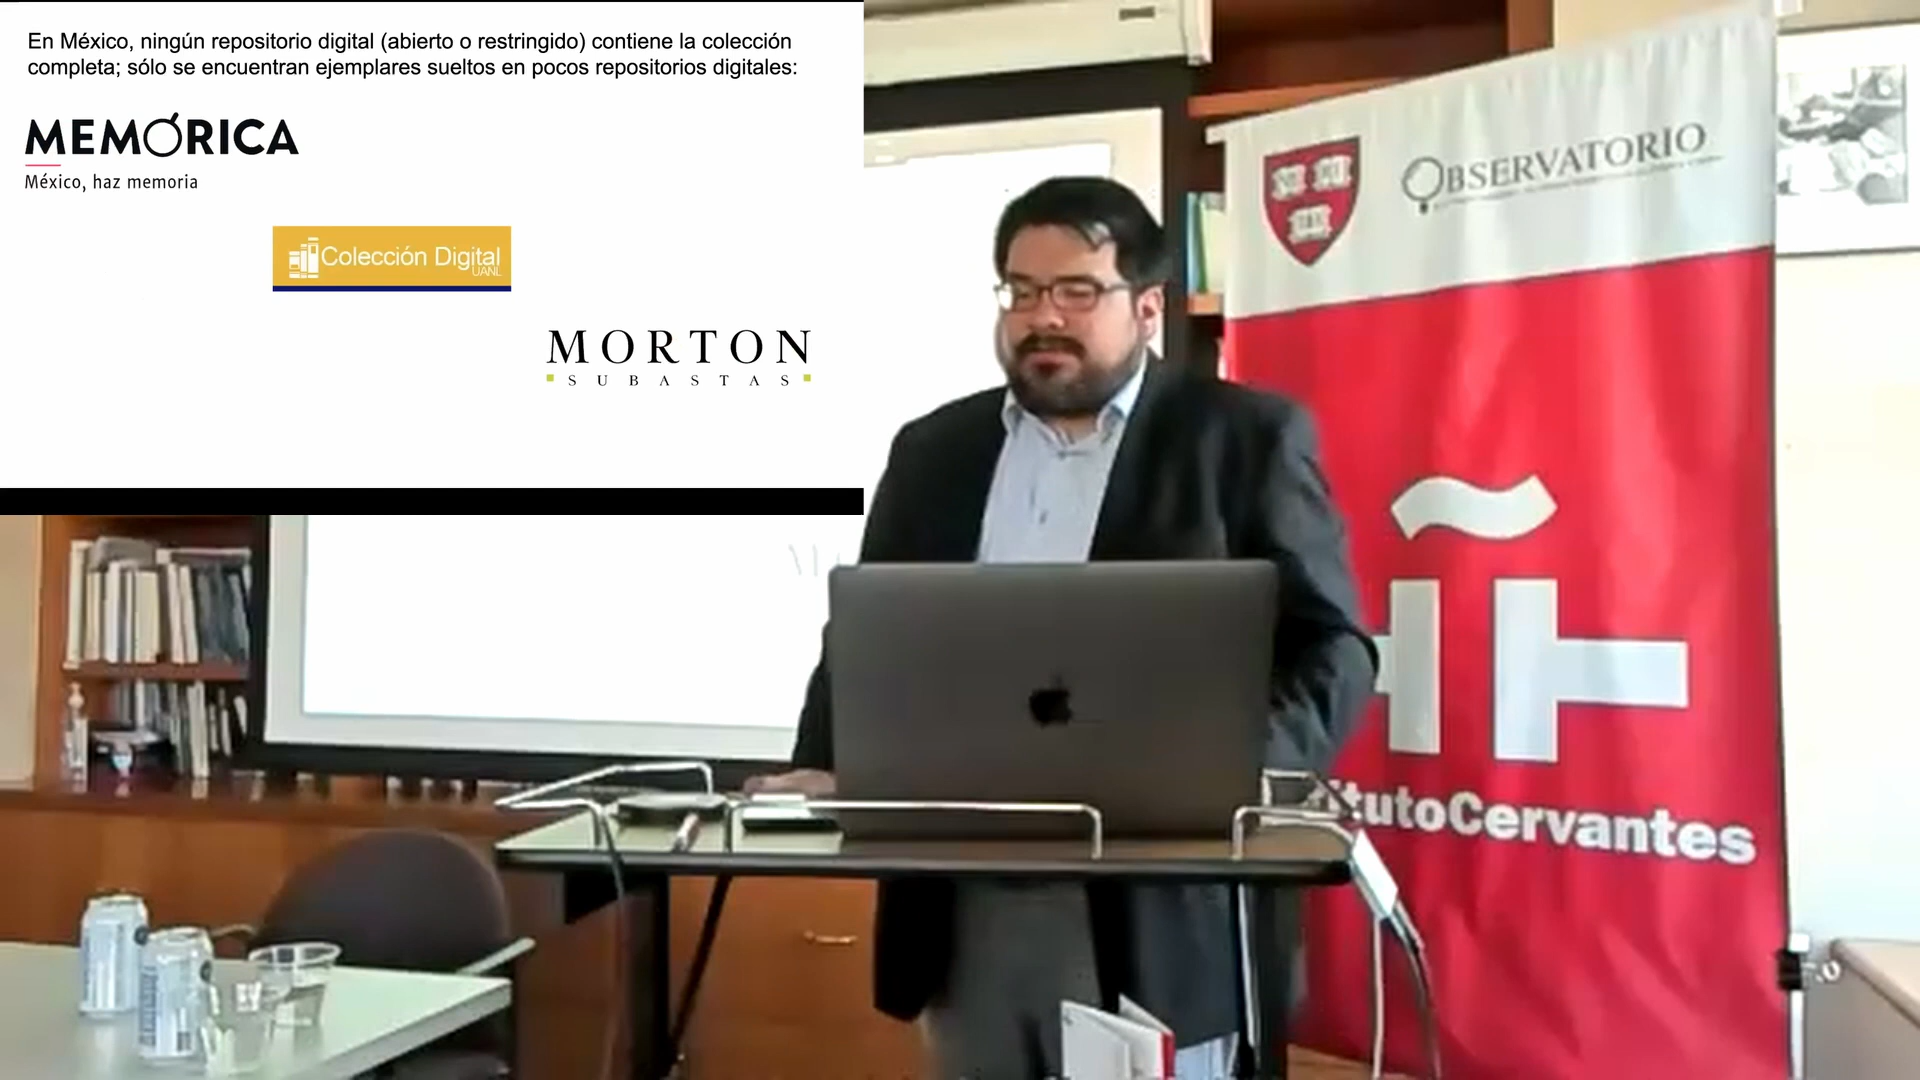 En México, ningún repositorio digital (abierto o restringido) contiene la colección
completa; sólo se encuentran ejemplares sueltos en pocos repositorios digitales:
MEMÓRICA
México, haz memoria
Colección Digital
UANL
MORTON
SUBASTAS
OBSERVATORIO
tutoCervantes